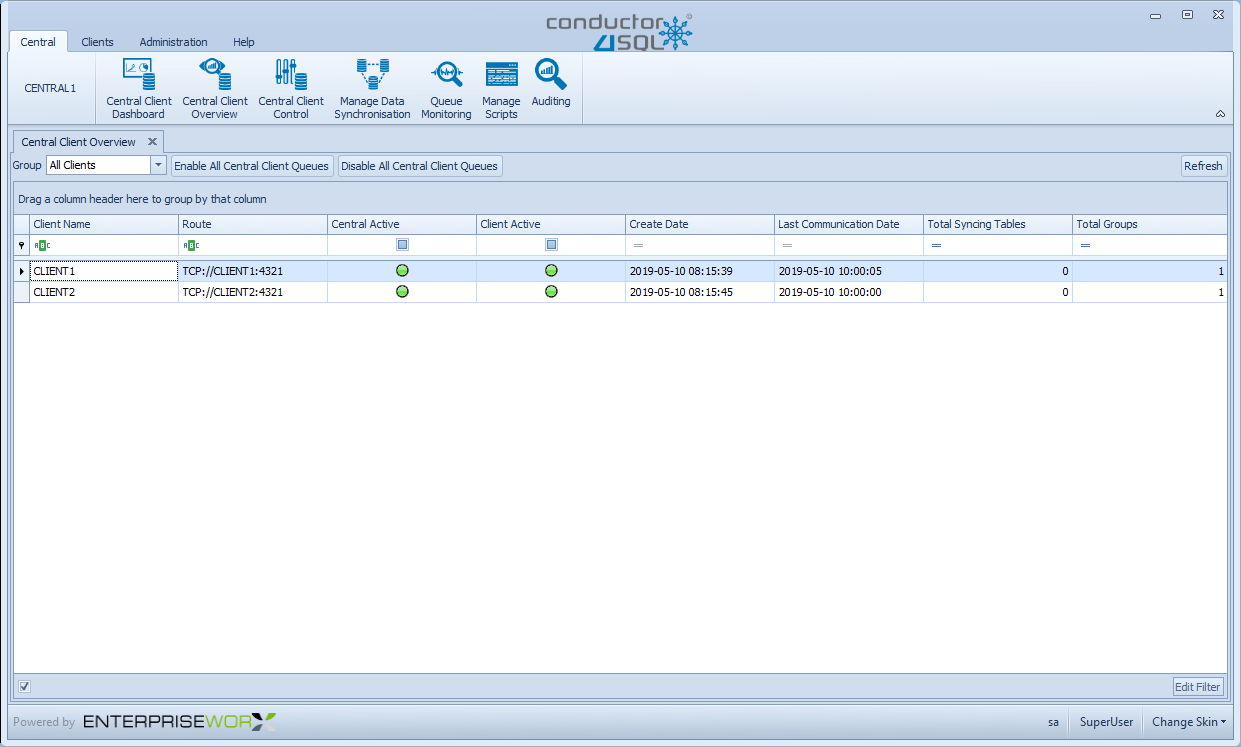 conductor
4SQL
Central Clients Administration Help
CENTRAL1
Central Client Dashboard
Central Client Overview
Central Client Control
Manage Data Synchronisation
Queue Monitoring
Manage Scripts
Auditing
Central Client Overview
Group All Clients Enable All Central Client Queues Disable All Central Client Queues Refresh
Drag a column header here to group by that column
Client Name Route Central Active Client Active Create Date Last Communication Date Total Syncing Tables Total Groups
ABC ABC = = = =
CLIENT1 TCP://CLIENT1:4321 2019-05-10 08:15:39 2019-05-10 10:00:05 0 1
CLIENT2 TCP://CLIENT2:4321 2019-05-10 08:15:45 2019-05-10 10:00:00 0 1
Edit Filter
Powered by ENTERPRISEWORX sa SuperUser Change Skin